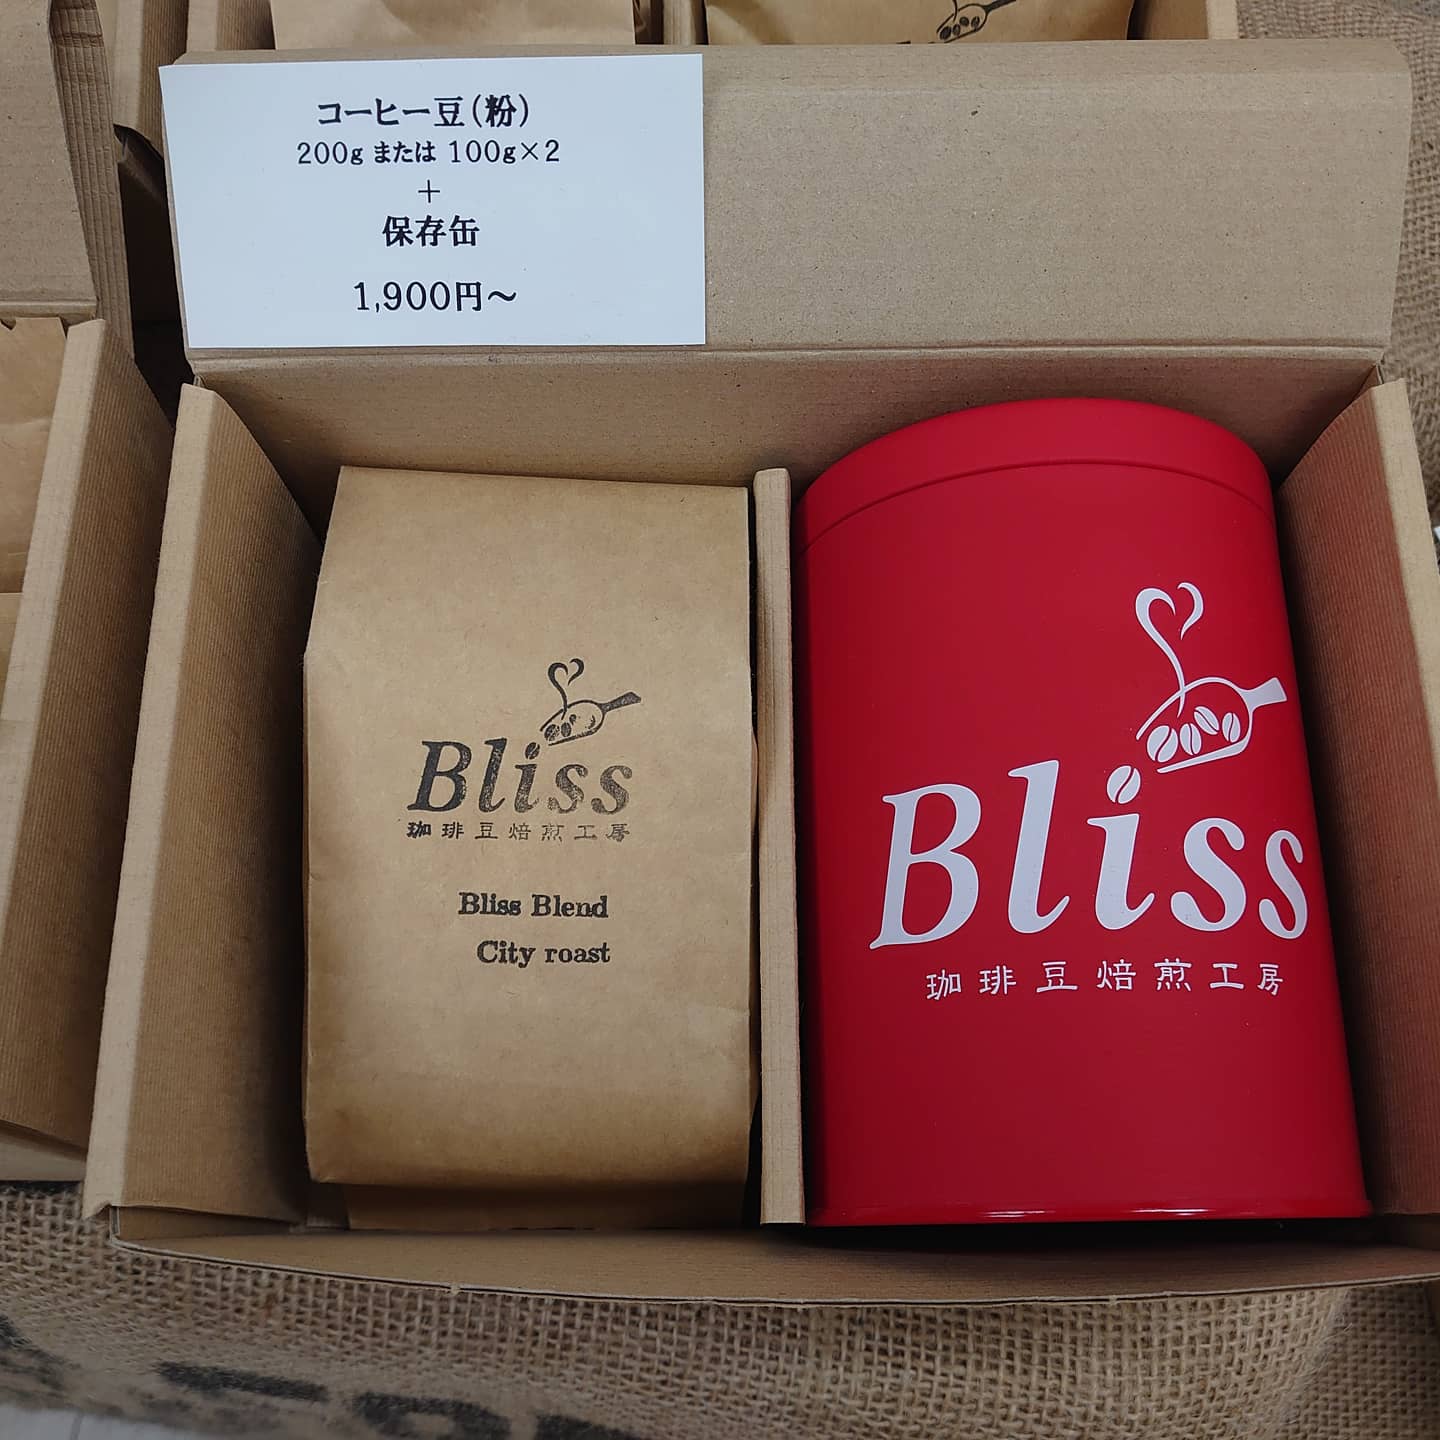 コーヒー豆(粉)
200g または 100g×2
+
保存缶
1,900円～
Bliss
珈琲豆焙煎工房
Bliss Blend
City roast
Bliss
珈琲豆焙煎工房